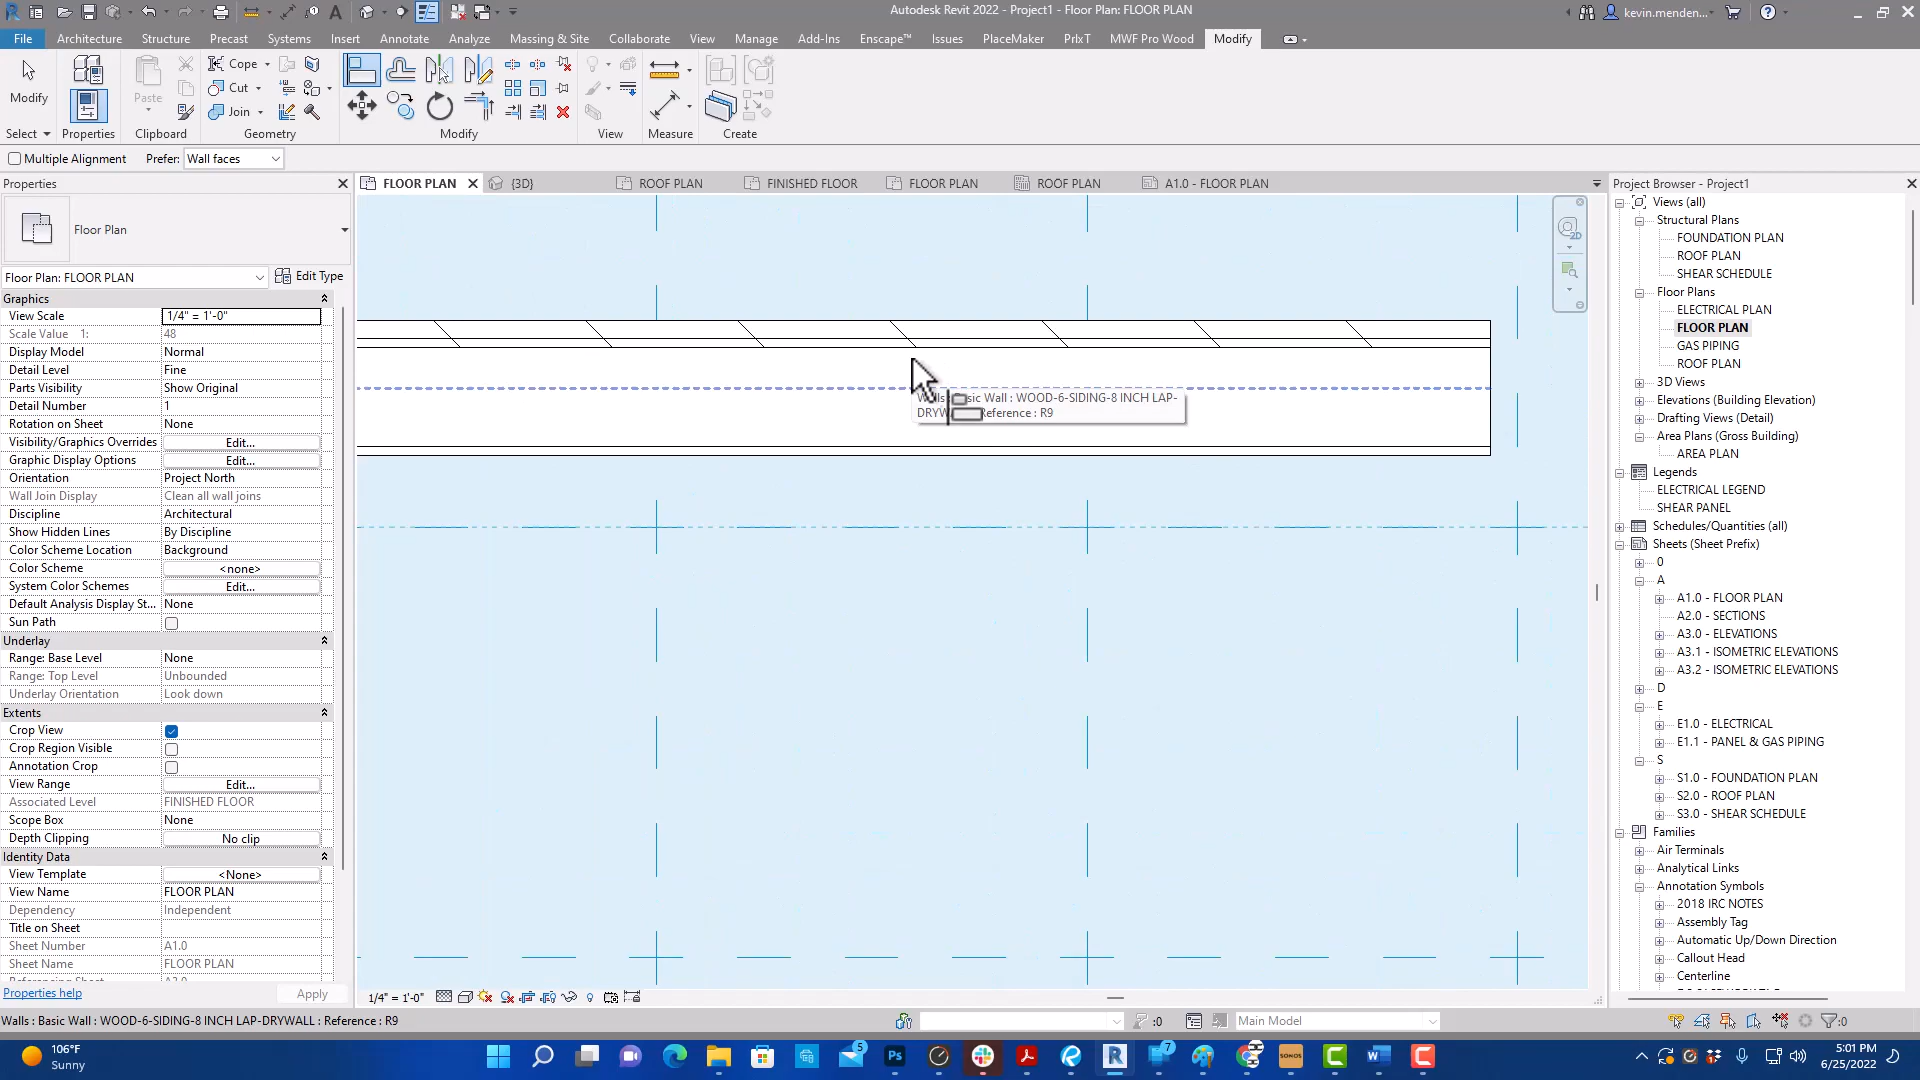 Autodesk Revit 2022 - Project1 - Floor Plan: FLOOR PLAN
kevin.menden...
File Architecture Structure Precast Systems Insert Annotate Analyze Massing & Site Collaborate View Manage Add-Ins Enscape™ Issues PlaceMaker PrlxT MWF Pro Wood Modify
Modify
Paste
Cope
Cut
Join
Select Properties Clipboard Geometry Modify View Measure Create
Multiple Alignment Prefer: Wall faces
Properties
FLOOR PLAN {3D} ROOF PLAN FINISHED FLOOR FLOOR PLAN ROOF PLAN A1.0 - FLOOR PLAN
Floor Plan
Floor Plan: FLOOR PLAN Edit Type
Graphics
View Scale 1/4" = 1'-0"
Scale Value 1: 48
Display Model Normal
Detail Level Fine
Parts Visibility Show Original
Detail Number 1
Rotation on Sheet None
Visibility/Graphics Overrides Edit...
Graphic Display Options Edit...
Orientation Project North
Wall Join Display Clean all wall joins
Discipline Architectural
Show Hidden Lines By Discipline
Color Scheme Location Background
Color Scheme <none>
System Color Schemes Edit...
Default Analysis Display St... None
Sun Path
Underlay
Range: Base Level None
Range: Top Level Unbounded
Underlay Orientation Look down
Extents
Crop View
Crop Region Visible
Annotation Crop
View Range Edit...
Associated Level FINISHED FLOOR
Scope Box None
Depth Clipping No clip
Identity Data
View Template <None>
View Name FLOOR PLAN
Dependency Independent
Title on Sheet
Sheet Number A1.0
Sheet Name FLOOR PLAN
Properties help Apply
2D
Basic Wall : WOOD-6-SIDING-8 INCH LAP-
Reference : R9
1/4" = 1'-0"
Project Browser - Project1
Views (all)
Structural Plans
FOUNDATION PLAN
ROOF PLAN
SHEAR SCHEDULE
Floor Plans
ELECTRICAL PLAN
FLOOR PLAN
GAS PIPING
ROOF PLAN
3D Views
Elevations (Building Elevation)
Drafting Views (Detail)
Area Plans (Gross Building)
AREA PLAN
Legends
ELECTRICAL LEGEND
SHEAR PANEL
Schedules/Quantities (all)
Sheets (Sheet Prefix)
0
A
A1.0 - FLOOR PLAN
A2.0 - SECTIONS
A3.0 - ELEVATIONS
A3.1 - ISOMETRIC ELEVATIONS
A3.2 - ISOMETRIC ELEVATIONS
D
E
E1.0 - ELECTRICAL
E1.1 - PANEL & GAS PIPING
S
S1.0 - FOUNDATION PLAN
S2.0 - ROOF PLAN
S3.0 - SHEAR SCHEDULE
Families
Air Terminals
Analytical Links
Annotation Symbols
2018 IRC NOTES
Assembly Tag
Automatic Up/Down Direction
Callout Head
Centerline
Walls : Basic Wall : WOOD-6-SIDING-8 INCH LAP-DRYWALL : Reference : R9
:0 Main Model :0
106°F
Sunny
5
Ps
R
7
SONOS
C
W
C
5:01 PM
6/25/2022